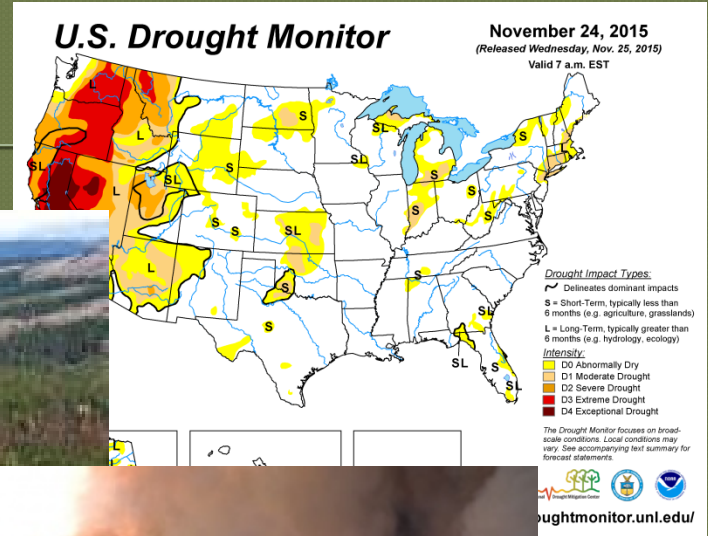 U.S. Drought Monitor
November 24, 2015
(Released Wednesday, Nov. 25, 2015)
Valid 7 a.m. EST
L
L
S
SL
SL
S
L
SL
S
S
SL
L
SL
S
S
S
S
S
SL
L
S
S
S
SL
SL
S
SL
Drought Impact Types:
Delineates dominant impacts
S = Short-Term, typically less than
6 months (e.g. agriculture, grasslands)
L = Long-Term, typically greater than
6 months (e.g. hydrology, ecology)
Intensity:
D0 Abnormally Dry
D1 Moderate Drought
D2 Severe Drought
D3 Extreme Drought
D4 Exceptional Drought
The Drought Monitor focuses on broad-
scale conditions. Local conditions may
vary. See accompanying text summary for
forecast statements.
Drought Mitigation Center
oughtmonitor.unl.edu/